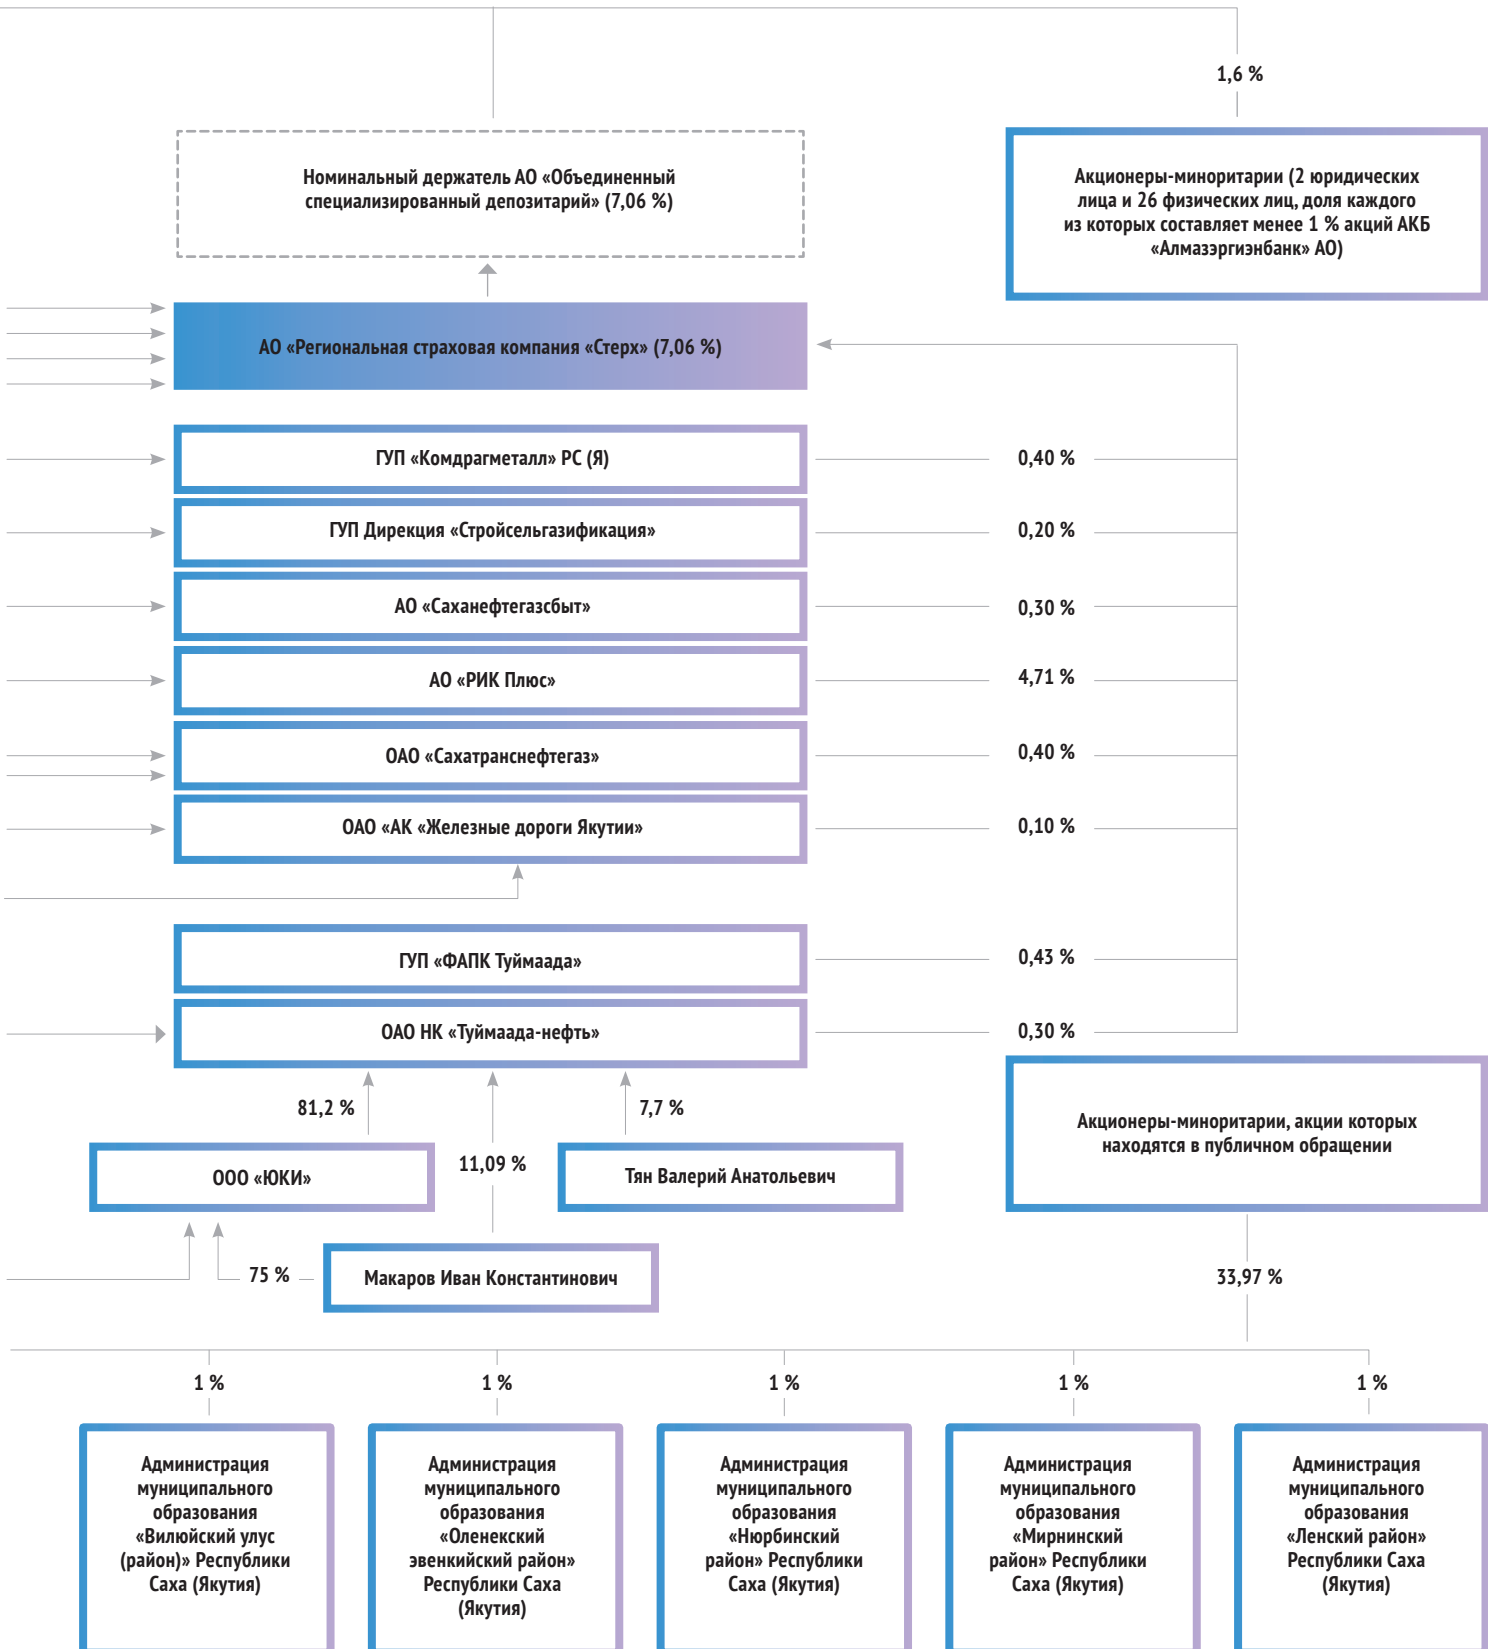 1,6 %
Номинальный держатель АО «Объединенный
специализированный депозитарий» (7,06 %)
Акционеры-миноритарии (2 юридических
лица и 26 физических лиц, доля каждого
из которых составляет менее 1 % акций АКБ
«Алмазэргиэнбанк» АО)
АО «Региональная страховая компания «Стерх» (7,06 %)
ГУП «Комдрагметалл» РС (Я)
0,40 %
ГУП Дирекция «Стройсельгазификация»
0,20 %
АО «Саханефтегазсбыт»
0,30 %
АО «РИК Плюс»
4,71 %
ОАО «Сахатранснефтегаз»
0,40 %
ОАО «АК «Железные дороги Якутии»
0,10 %
ГУП «ФАПК Туймаада»
0,43 %
ОАО НК «Туймаада-нефть»
0,30 %
81,2 %
7,7 %
Акционеры-миноритарии, акции которых
находятся в публичном обращении
ООО «ЮКИ»
11,09 %
Тян Валерий Анатольевич
75 %
Макаров Иван Константинович
33,97 %
1 %
1 %
1 %
1 %
1 %
Администрация
муниципального
образования
«Вилюйский улус
(район)» Республики
Саха (Якутия)
Администрация
муниципального
образования
«Оленекский
эвенкийский район»
Республики Саха
(Якутия)
Администрация
муниципального
образования
«Нюрбинский
район» Республики
Саха (Якутия)
Администрация
муниципального
образования
«Мирнинский
район» Республики
Саха (Якутия)
Администрация
муниципального
образования
«Ленский район»
Республики Саха
(Якутия)